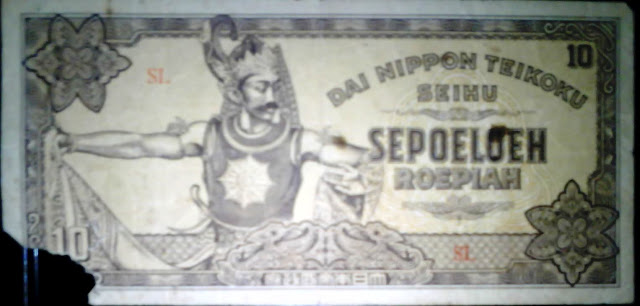 SL
10
DAI NIPPON TEIKOKU
SEIHU
SEPOELOEH
ROEPIAH
10
SL